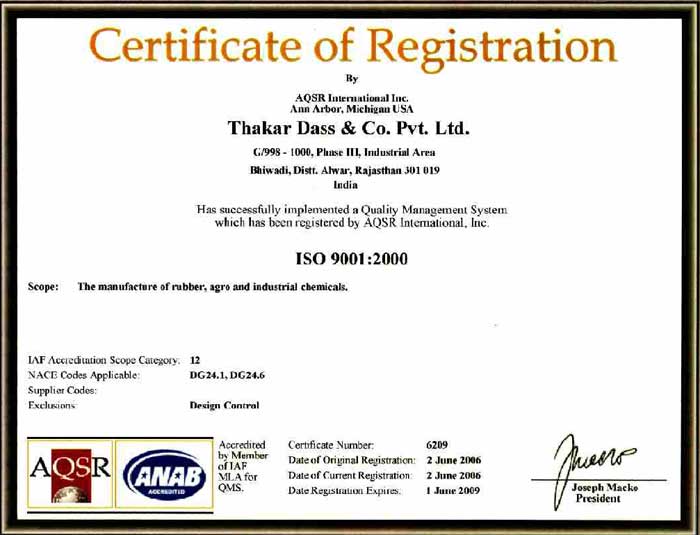 Certificate of Registration
By
AQSR International Inc.
Ann Arbor, Michigan USA
Thakar Dass & Co. Pvt. Ltd.
G/998 - 1000, Phase III, Industrial Area
Bhiwadi, Distt. Alwar, Rajasthan 301 019
India
Has successfully implemented a Quality Management System
which has been registered by AQSR International, Inc.
ISO 9001:2000
Scope: The manufacture of rubber, agro and industrial chemicals.
IAF Accreditation Scope Category: 12
NACE Codes Applicable: DG24.1, DG24.6
Supplier Codes:
Exclusions Design Control
AQSR
ANAB
ACCREDITED
Accredited
by Member
of IAF
MLA for
QMS.
Certificate Number: 6209
Date of Original Registration: 2 June 2006
Date of Current Registration: 2 June 2006
Date Registration Expires: 1 June 2009
Joseph Macko
President